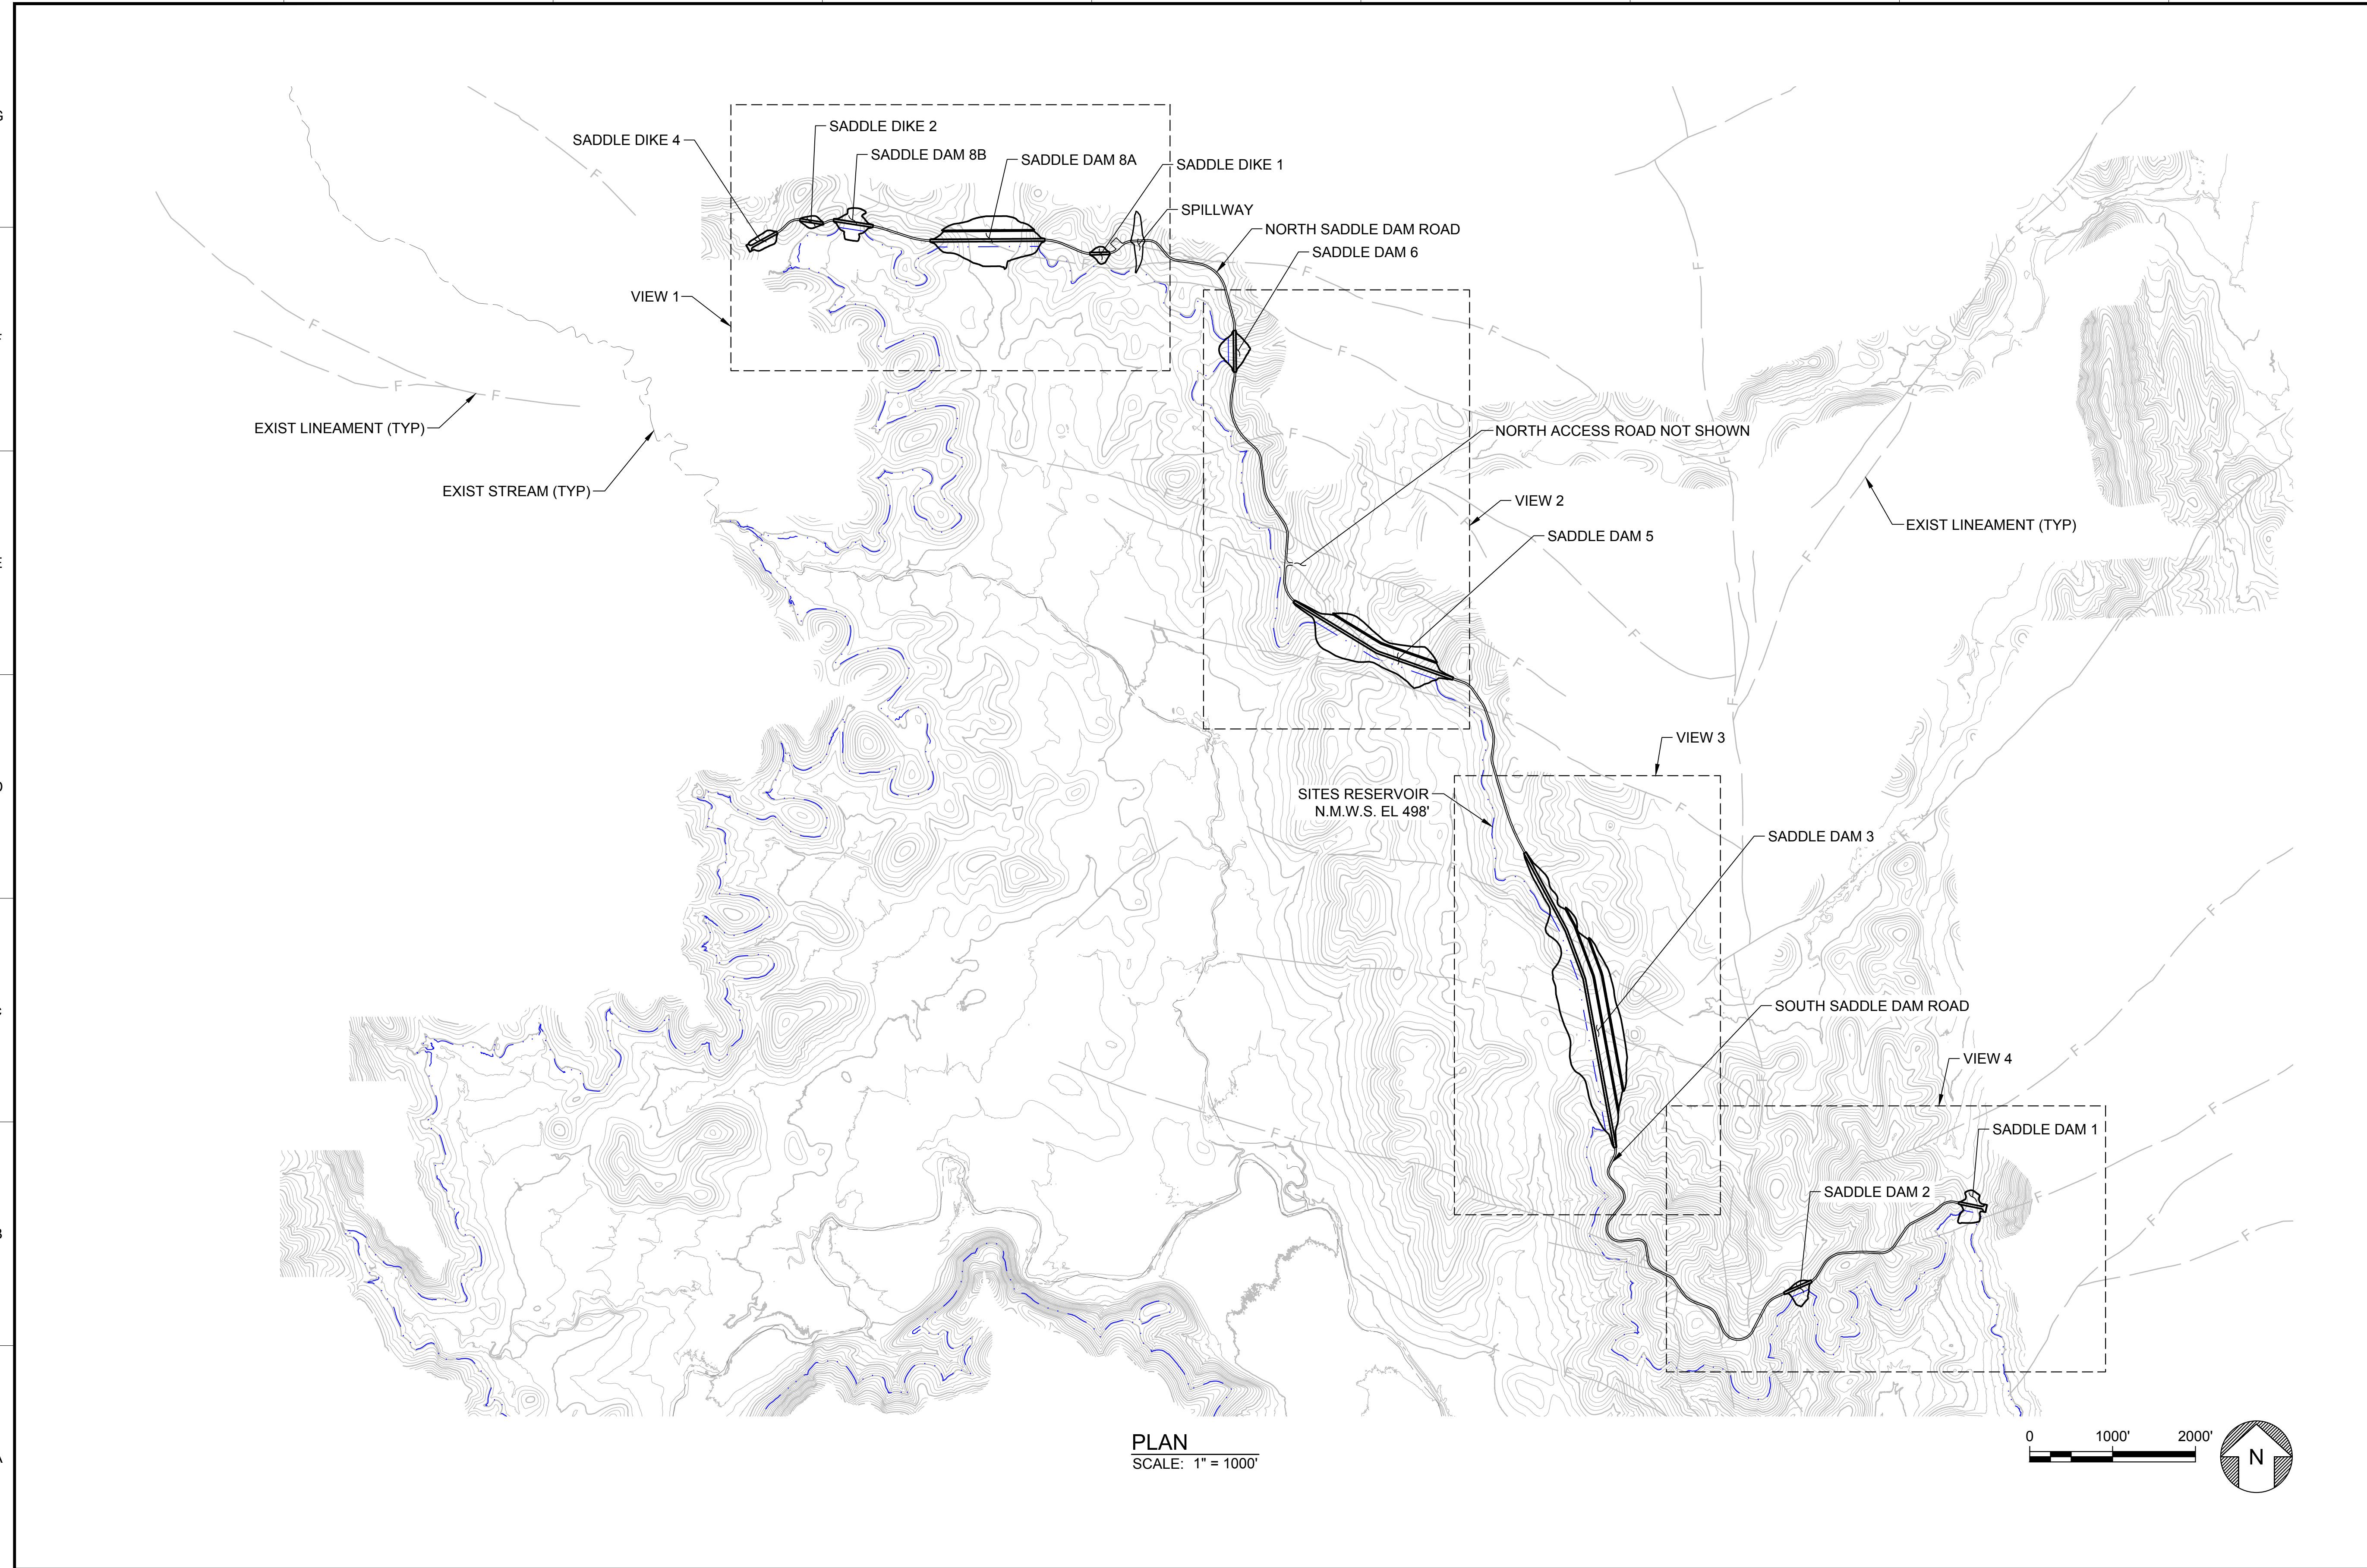 SADDLE DIKE 2
SADDLE DIKE 4
SADDLE DAM 8B
SADDLE DAM 8A
SADDLE DIKE 1
SPILLWAY
NORTH SADDLE DAM ROAD
SADDLE DAM 6
VIEW 1
EXIST LINEAMENT (TYP)
NORTH ACCESS ROAD NOT SHOWN
EXIST STREAM (TYP)
VIEW 2
EXIST LINEAMENT (TYP)
SADDLE DAM 5
VIEW 3
SITES RESERVOIR
N.M.W.S. EL 498'
SADDLE DAM 3
SOUTH SADDLE DAM ROAD
VIEW 4
SADDLE DAM 1
SADDLE DAM 2
PLAN
SCALE: 1" = 1000'
0 1000' 2000'
N